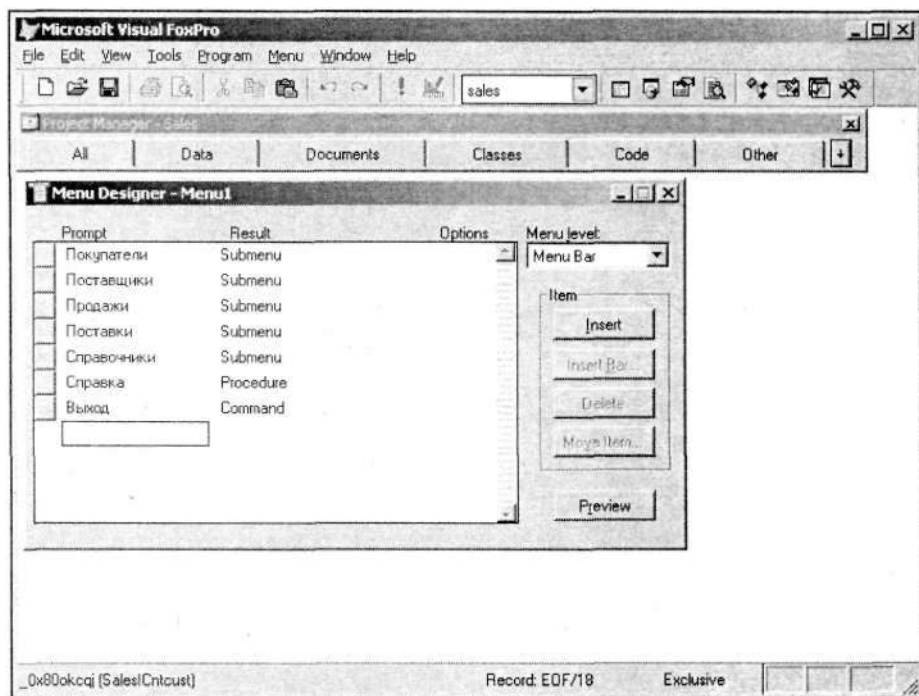 Microsoft Visual FoxPro
File Edit View Tools Program Menu Window Help
sales
Project Manager - Sales
All Data Documents Classes Code Other
Menu Designer - Menu1
Prompt Result Options Menu level:
Покупатели Submenu Menu Bar
Поставщики Submenu
Продажи Submenu Item
Поставки Submenu Insert
Справочники Submenu Insert Bar...
Справка Procedure
Выход Command Delete
Move Item...
Preview
_0x80okcqj (Sales!Cntcust) Record: EOF/18 Exclusive